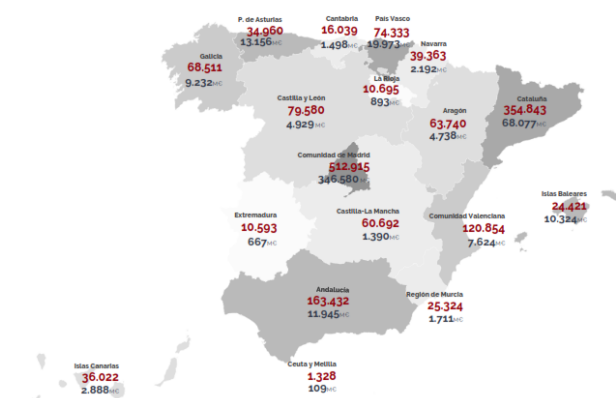 P. de Asturias
34.960
13.156 M€
Cantabria
16.039
1.498 M€
País Vasco
74.333
19.973 M€
Navarra
39.363
2.192 M€
Galicia
68.511
9.232 M€
La Rioja
10.695
893 M€
Castilla y León
79.580
4.929 M€
Aragón
63.740
4.738 M€
Cataluña
354.843
68.077 M€
Comunidad de Madrid
512.915
346.580
Islas Baleares
24.421
10.324 M€
Extremadura
10.593
667 M€
Castilla-La Mancha
60.692
1.390 M€
Comunidad Valenciana
120.854
7.624 M€
Andalucía
163.432
11.945 M€
Región de Murcia
25.324
1.711 M€
Islas Canarias
36.022
2.888 M€
Ceuta y Melilla
1.328
109 M€